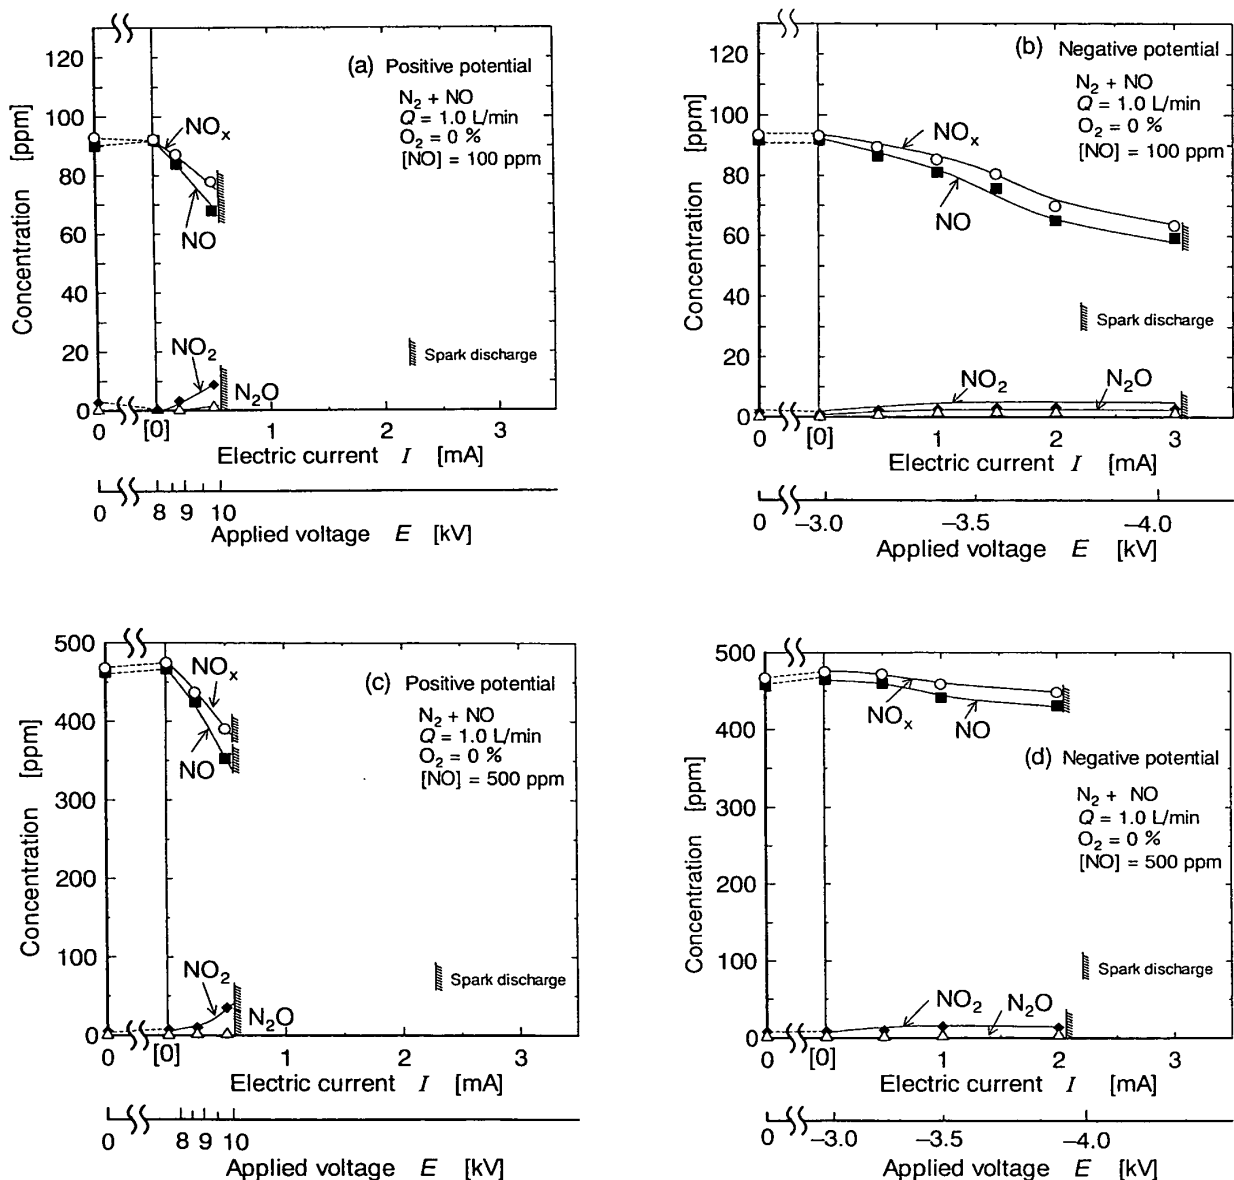 (a) Positive potential
N₂ + NO
Q = 1.0 L/min
O₂ = 0 %
[NO] = 100 ppm
120
100
80
60
40
20
0
Concentration [ppm]
NOₓ
NO
NO₂
N₂O
Spark discharge
0 [0] 1 2 3
Electric current I [mA]
0 8 9 10
Applied voltage E [kV]
(b) Negative potential
N₂ + NO
Q = 1.0 L/min
O₂ = 0 %
[NO] = 100 ppm
120
100
80
60
40
20
0
Concentration [ppm]
NOₓ
NO
Spark discharge
NO₂ N₂O
0 [0] 1 2 3
Electric current I [mA]
0 −3.0 −3.5 −4.0
Applied voltage E [kV]
(c) Positive potential
N₂ + NO
Q = 1.0 L/min
O₂ = 0 %
[NO] = 500 ppm
500
400
300
200
100
0
Concentration [ppm]
NOₓ
NO
NO₂
N₂O
Spark discharge
0 [0] 1 2 3
Electric current I [mA]
0 8 9 10
Applied voltage E [kV]
500
400
300
200
100
0
Concentration [ppm]
NOₓ NO
(d) Negative potential
N₂ + NO
Q = 1.0 L/min
O₂ = 0 %
[NO] = 500 ppm
Spark discharge
NO₂ N₂O
0 [0] 1 2 3
Electric current I [mA]
0 −3.0 −3.5 −4.0
Applied voltage E [kV]